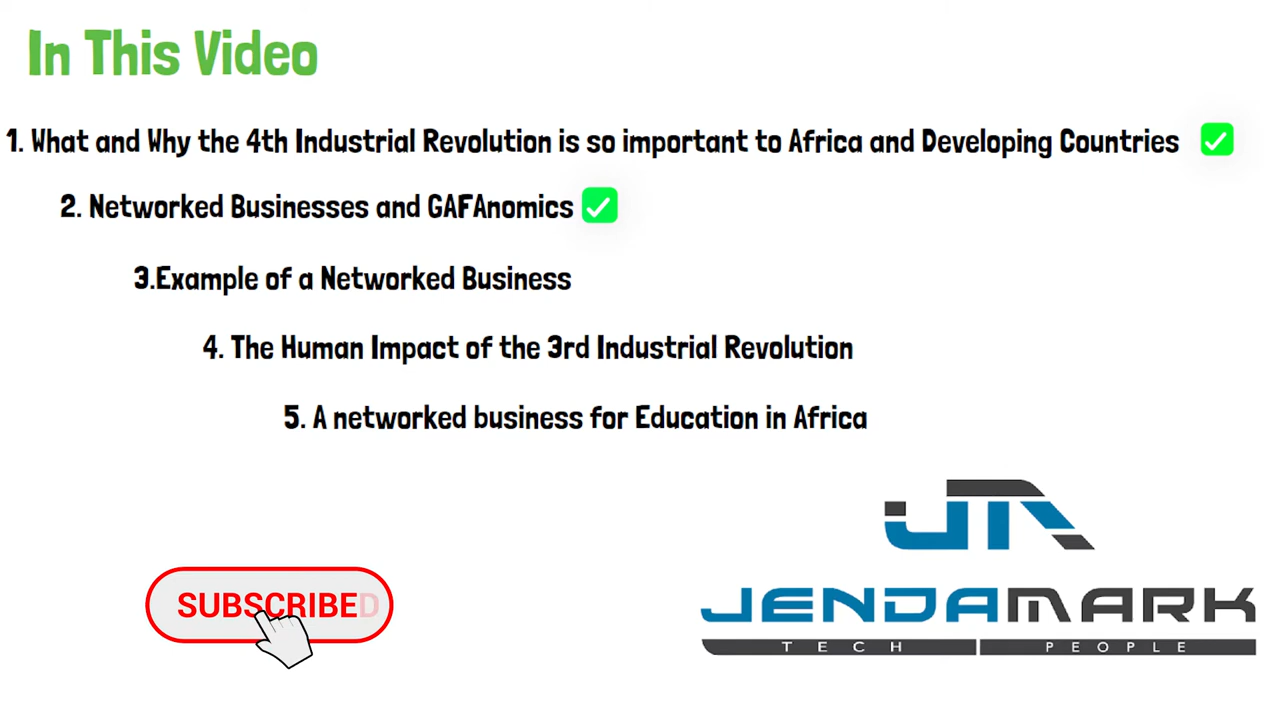 In This Video
1. What and Why the 4th Industrial Revolution is so important to Africa and Developing Countries
2. Networked Businesses and GAFAnomics
3.Example of a Networked Business
4. The Human Impact of the 3rd Industrial Revolution
5. A networked business for Education in Africa
SUBSCRIBED
JENDAMARK
TECH PEOPLE